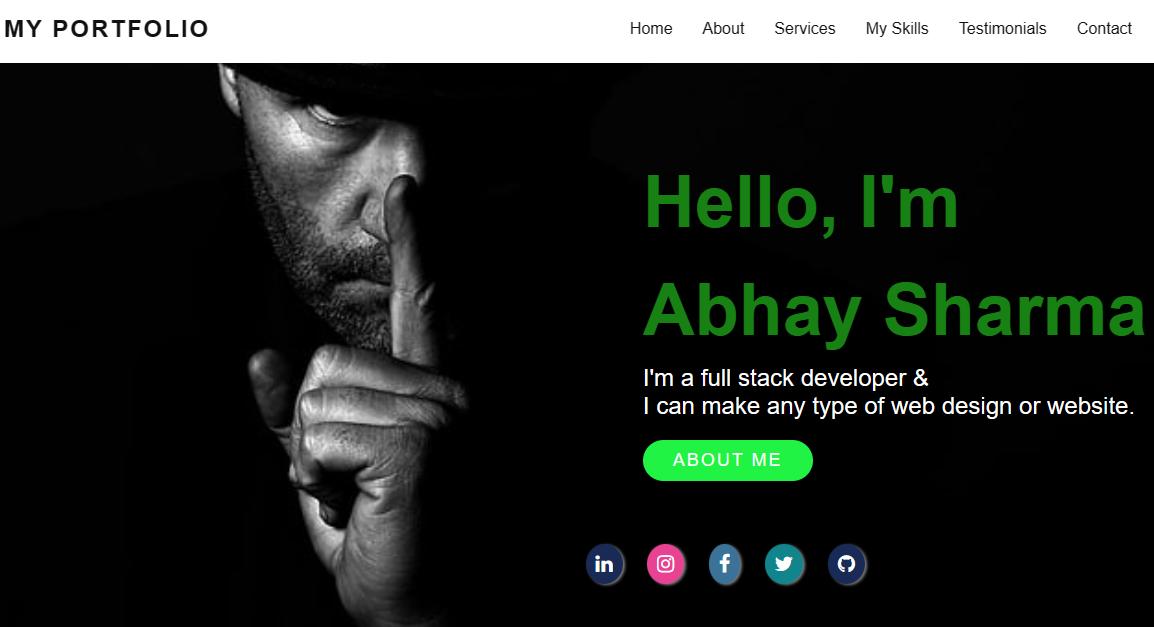 MY PORTFOLIO
Home About Services My Skills Testimonials Contact
Hello, I'm
Abhay Sharma
I'm a full stack developer &
I can make any type of web design or website.
ABOUT ME